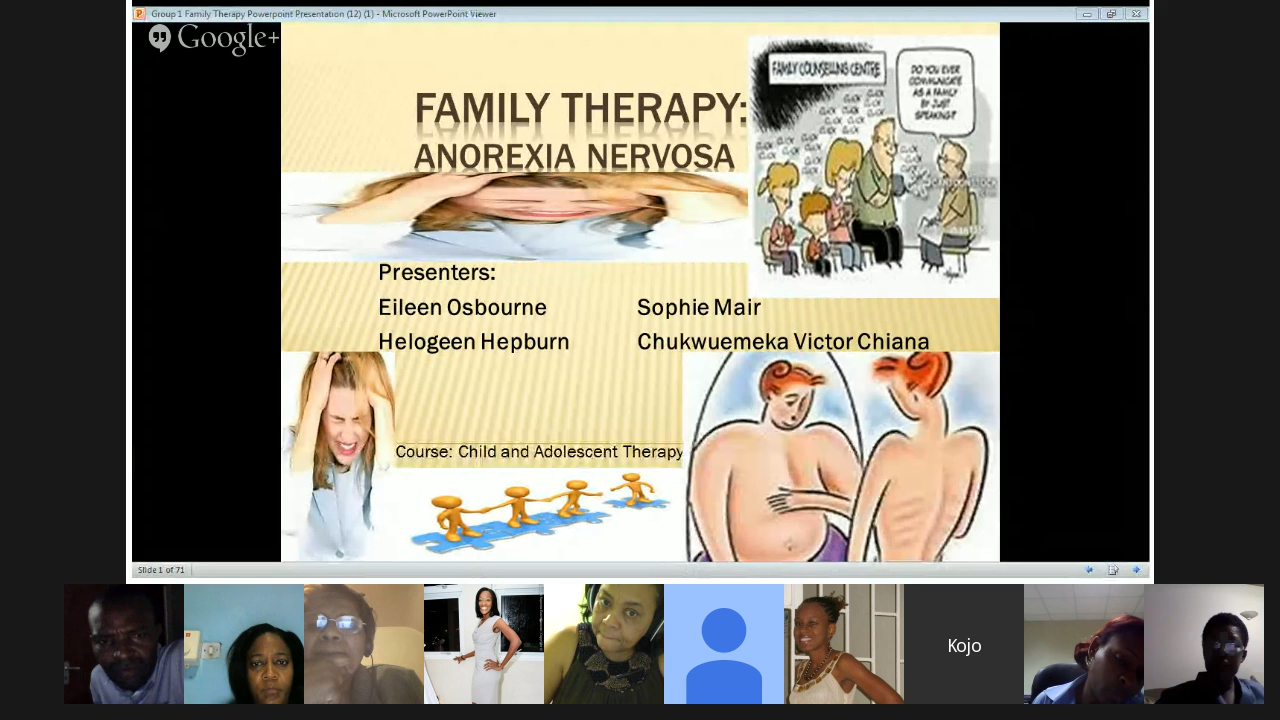 Group 1 Family Therapy Powerpoint Presentation (12) (1) - Microsoft PowerPoint Viewer
Google+
FAMILY THERAPY:
ANOREXIA NERVOSA
FAMILY COUNSELLING CENTRE
DO YOU EVER
COMMUNICATE
AS A FAMILY
BY JUST
SPEAKING?
Presenters:
Eileen Osbourne Sophie Mair
Helogeen Hepburn Chukwuemeka Victor Chiana
Course: Child and Adolescent Therapy
Slide 1 of 71
Kojo